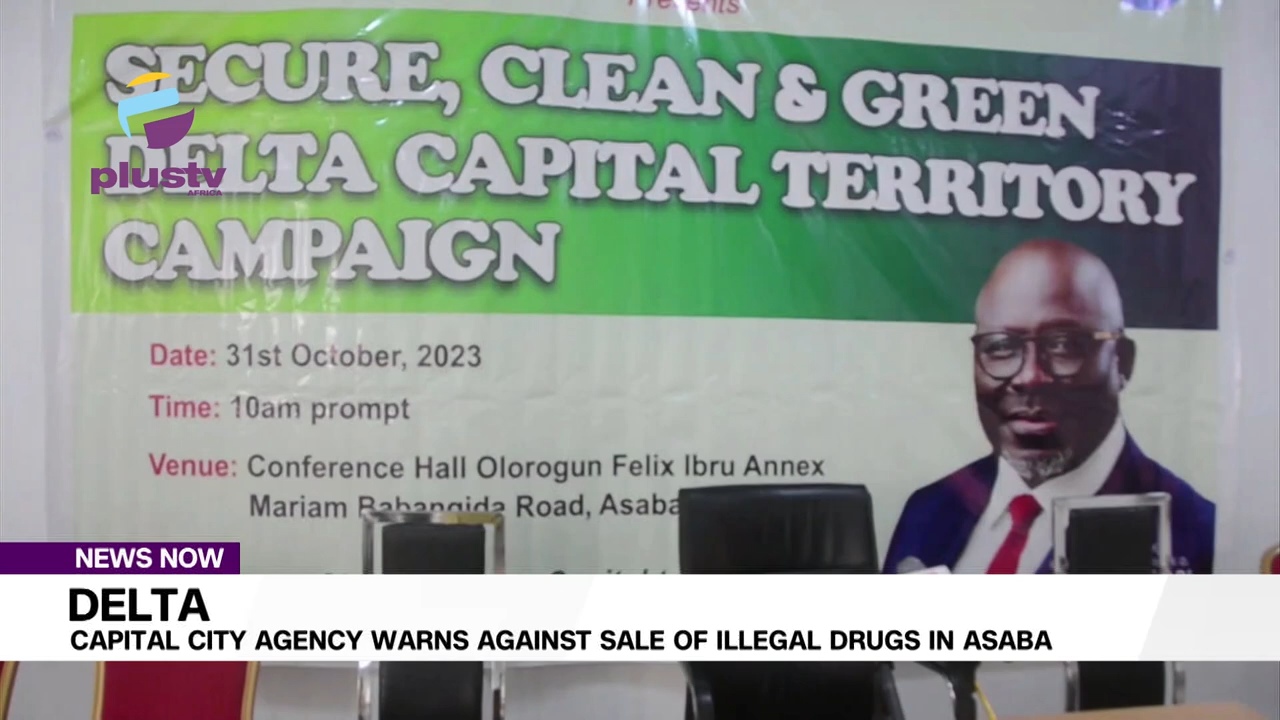 Presents
SECURE, CLEAN & GREEN
DELTA CAPITAL TERRITORY
CAMPAIGN
plustv
AFRICA
Date: 31st October, 2023
Time: 10am prompt
Venue: Conference Hall Olorogun Felix Ibru Annex
Mariam Babangida Road, Asaba
NEWS NOW
DELTA
CAPITAL CITY AGENCY WARNS AGAINST SALE OF ILLEGAL DRUGS IN ASABA